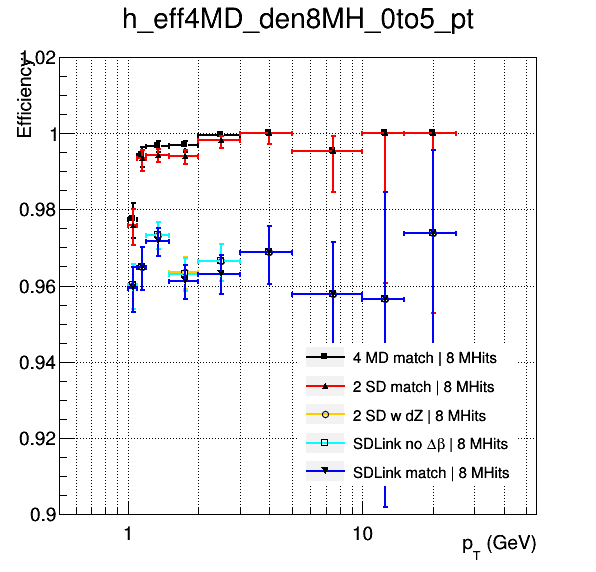 h_eff4MD_den8MH_0to5_pt
Efficiency
1.02
1
0.98
0.96
0.94
0.92
0.9
4 MD match | 8 MHits
2 SD match | 8 MHits
2 SD w dZ | 8 MHits
SDLink no Δβ | 8 MHits
SDLink match | 8 MHits
1
10
p_T (GeV)